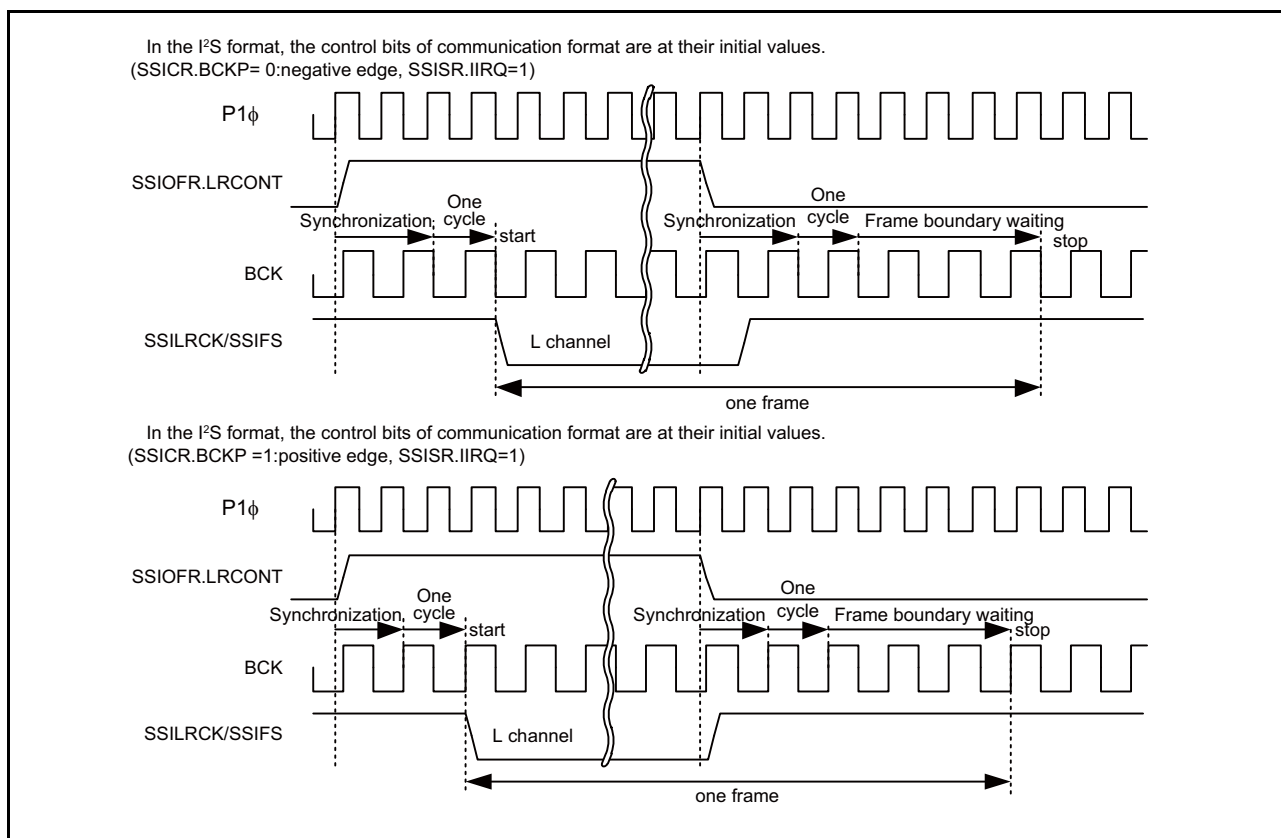 In the I²S format, the control bits of communication format are at their initial values.
(SSICR.BCKP= 0:negative edge, SSISR.IIRQ=1)
P1ϕ
SSIOFR.LRCONT
Synchronization
One
cycle
start
Synchronization
One
cycle
Frame boundary waiting
stop
BCK
SSILRCK/SSIFS
L channel
one frame
In the I²S format, the control bits of communication format are at their initial values.
(SSICR.BCKP =1:positive edge, SSISR.IIRQ=1)
P1ϕ
SSIOFR.LRCONT
Synchronization
One
cycle
start
Synchronization
One
cycle
Frame boundary waiting
stop
BCK
SSILRCK/SSIFS
L channel
one frame